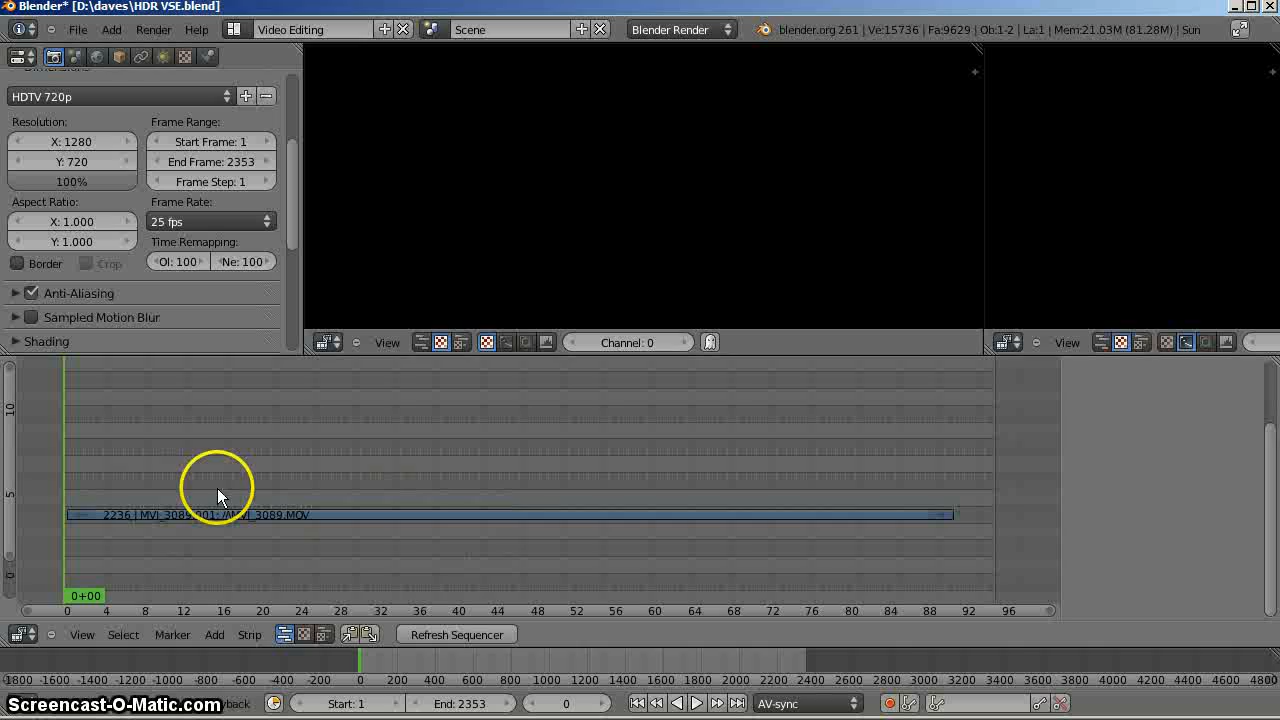 Blender* [D:\daves\HDR VSE.blend]
File Add Render Help Video Editing Scene Blender Render blender.org 261 | Ve:15736 | Fa:9629 | Ob:1-2 | La:1 | Mem:21.03M (81.28M) | Sun
HDTV 720p
Resolution: Frame Range:
X: 1280 Start Frame: 1
Y: 720 End Frame: 2353
100% Frame Step: 1
Aspect Ratio: Frame Rate:
X: 1.000 25 fps
Y: 1.000 Time Remapping:
Border Crop Ol: 100 Ne: 100
Anti-Aliasing
Sampled Motion Blur
Shading
View Channel: 0 View
10
5
0
2236 | MVI_3089.001: /MVI_3089.MOV
0+00
0 4 8 12 16 20 24 28 32 36 40 44 48 52 56 60 64 68 72 76 80 84 88 92 96
View Select Marker Add Strip Refresh Sequencer
-1800 -1600 -1400 -1200 -1000 -800 -600 -400 -200 0 200 400 600 800 1000 1200 1400 1600 1800 2000 2200 2400 2600 2800 3000 3200 3400 3600 3800 4000 4200 4400 4600 4800
Screencast-O-Matic.com yback Start: 1 End: 2353 0 AV-sync